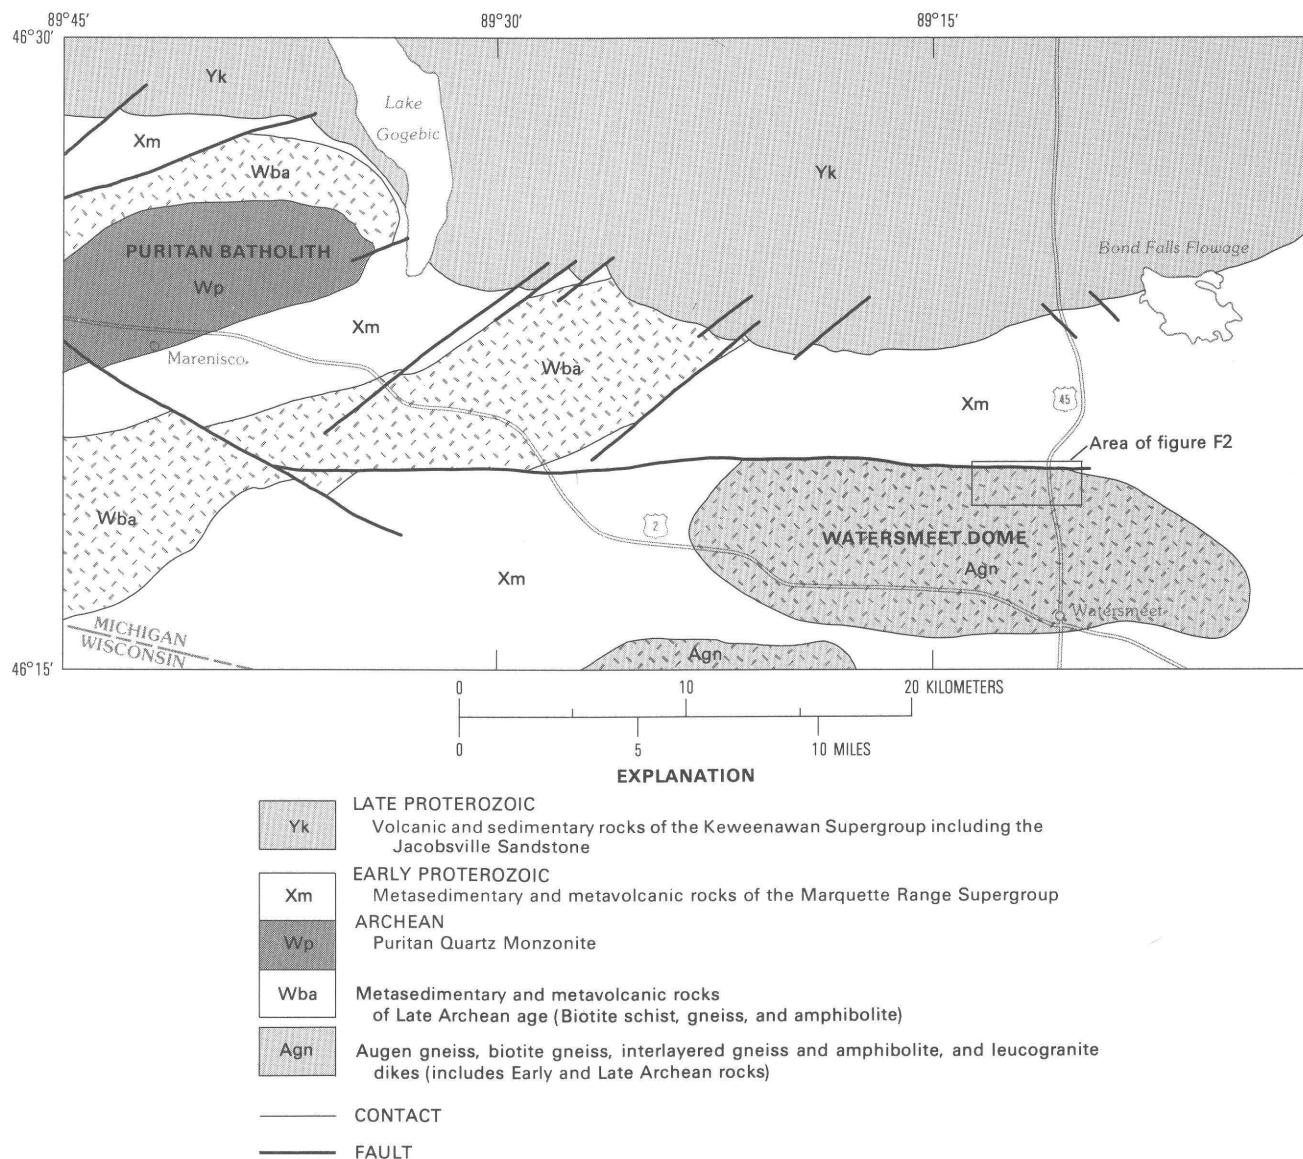 89°45′
89°30′
89°15′
46°30′
Yk
Lake
Gogebic
Xm
Wba
Yk
PURITAN BATHOLITH
Bond Falls Flowage
Wp
Xm
Marenisco
Wba
Xm
45
Area of figure F2
Wba
2
WATERSMEET DOME
Agn
Xm
Watersmeet
MICHIGAN
WISCONSIN
Agn
46°15′
0 10 20 KILOMETERS
0 5 10 MILES
EXPLANATION
LATE PROTEROZOIC
Yk Volcanic and sedimentary rocks of the Keweenawan Supergroup including the
Jacobsville Sandstone
EARLY PROTEROZOIC
Xm Metasedimentary and metavolcanic rocks of the Marquette Range Supergroup
ARCHEAN
Wp Puritan Quartz Monzonite
Wba Metasedimentary and metavolcanic rocks
of Late Archean age (Biotite schist, gneiss, and amphibolite)
Agn Augen gneiss, biotite gneiss, interlayered gneiss and amphibolite, and leucogranite
dikes (includes Early and Late Archean rocks)
CONTACT
FAULT